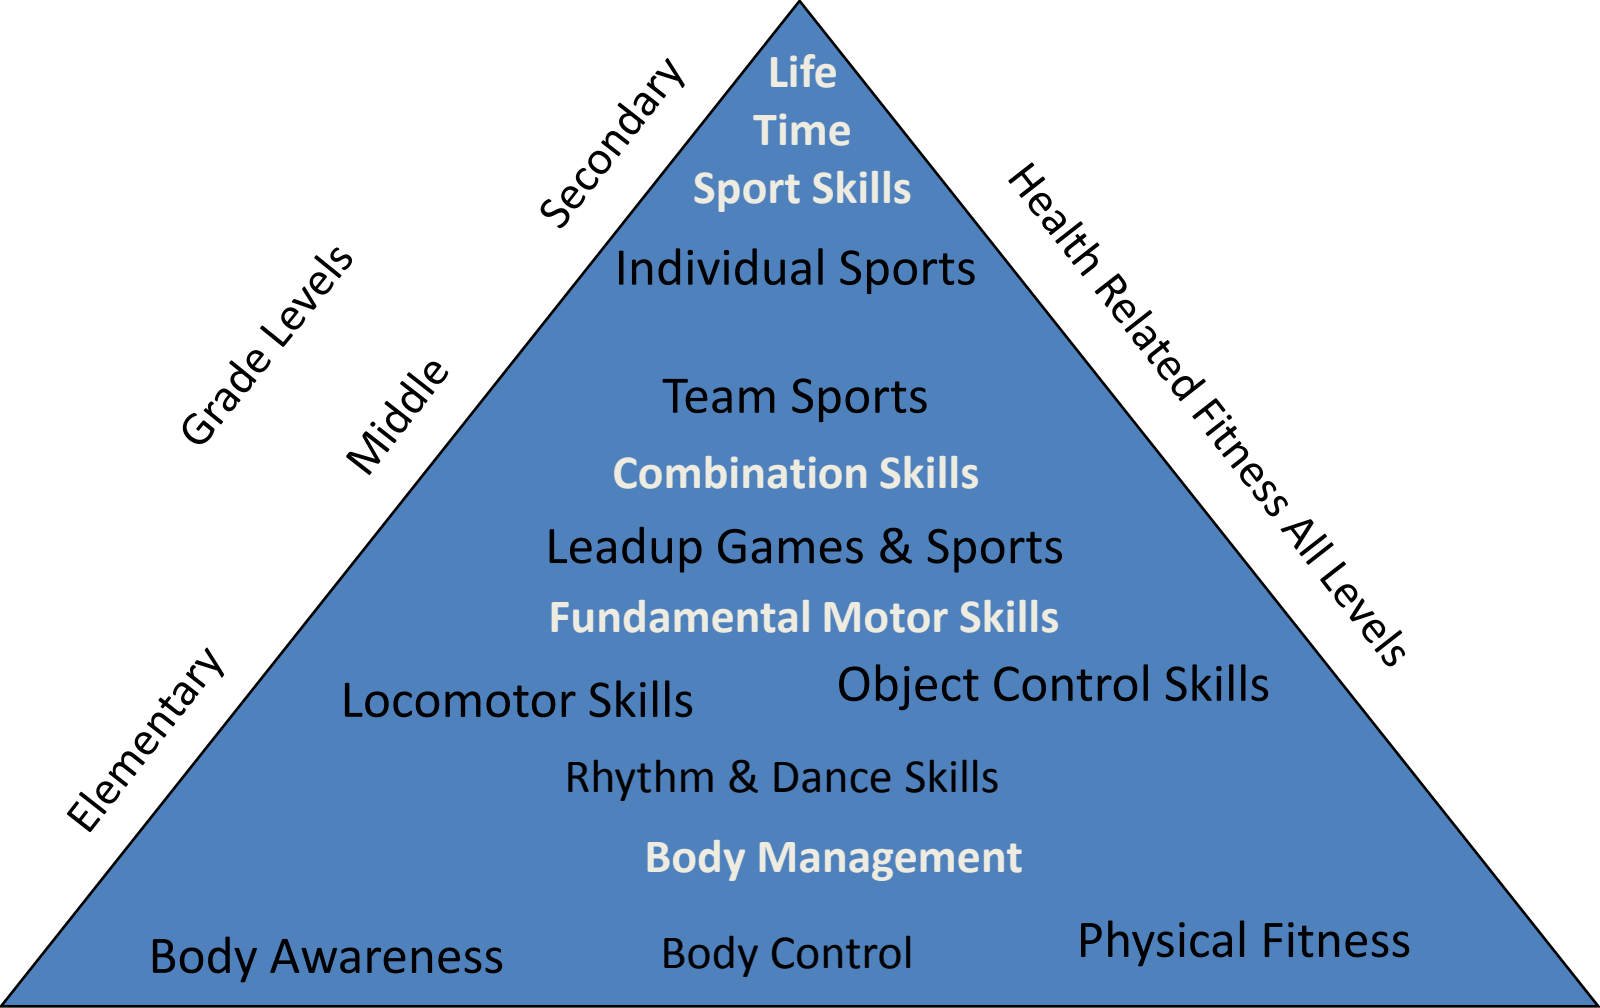 Life
Time
Sport Skills
Individual Sports
Team Sports
Combination Skills
Leadup Games & Sports
Fundamental Motor Skills
Locomotor Skills
Object Control Skills
Rhythm & Dance Skills
Body Management
Body Awareness
Body Control
Physical Fitness
Grade Levels
Secondary
Middle
Elementary
Health Related Fitness All Levels